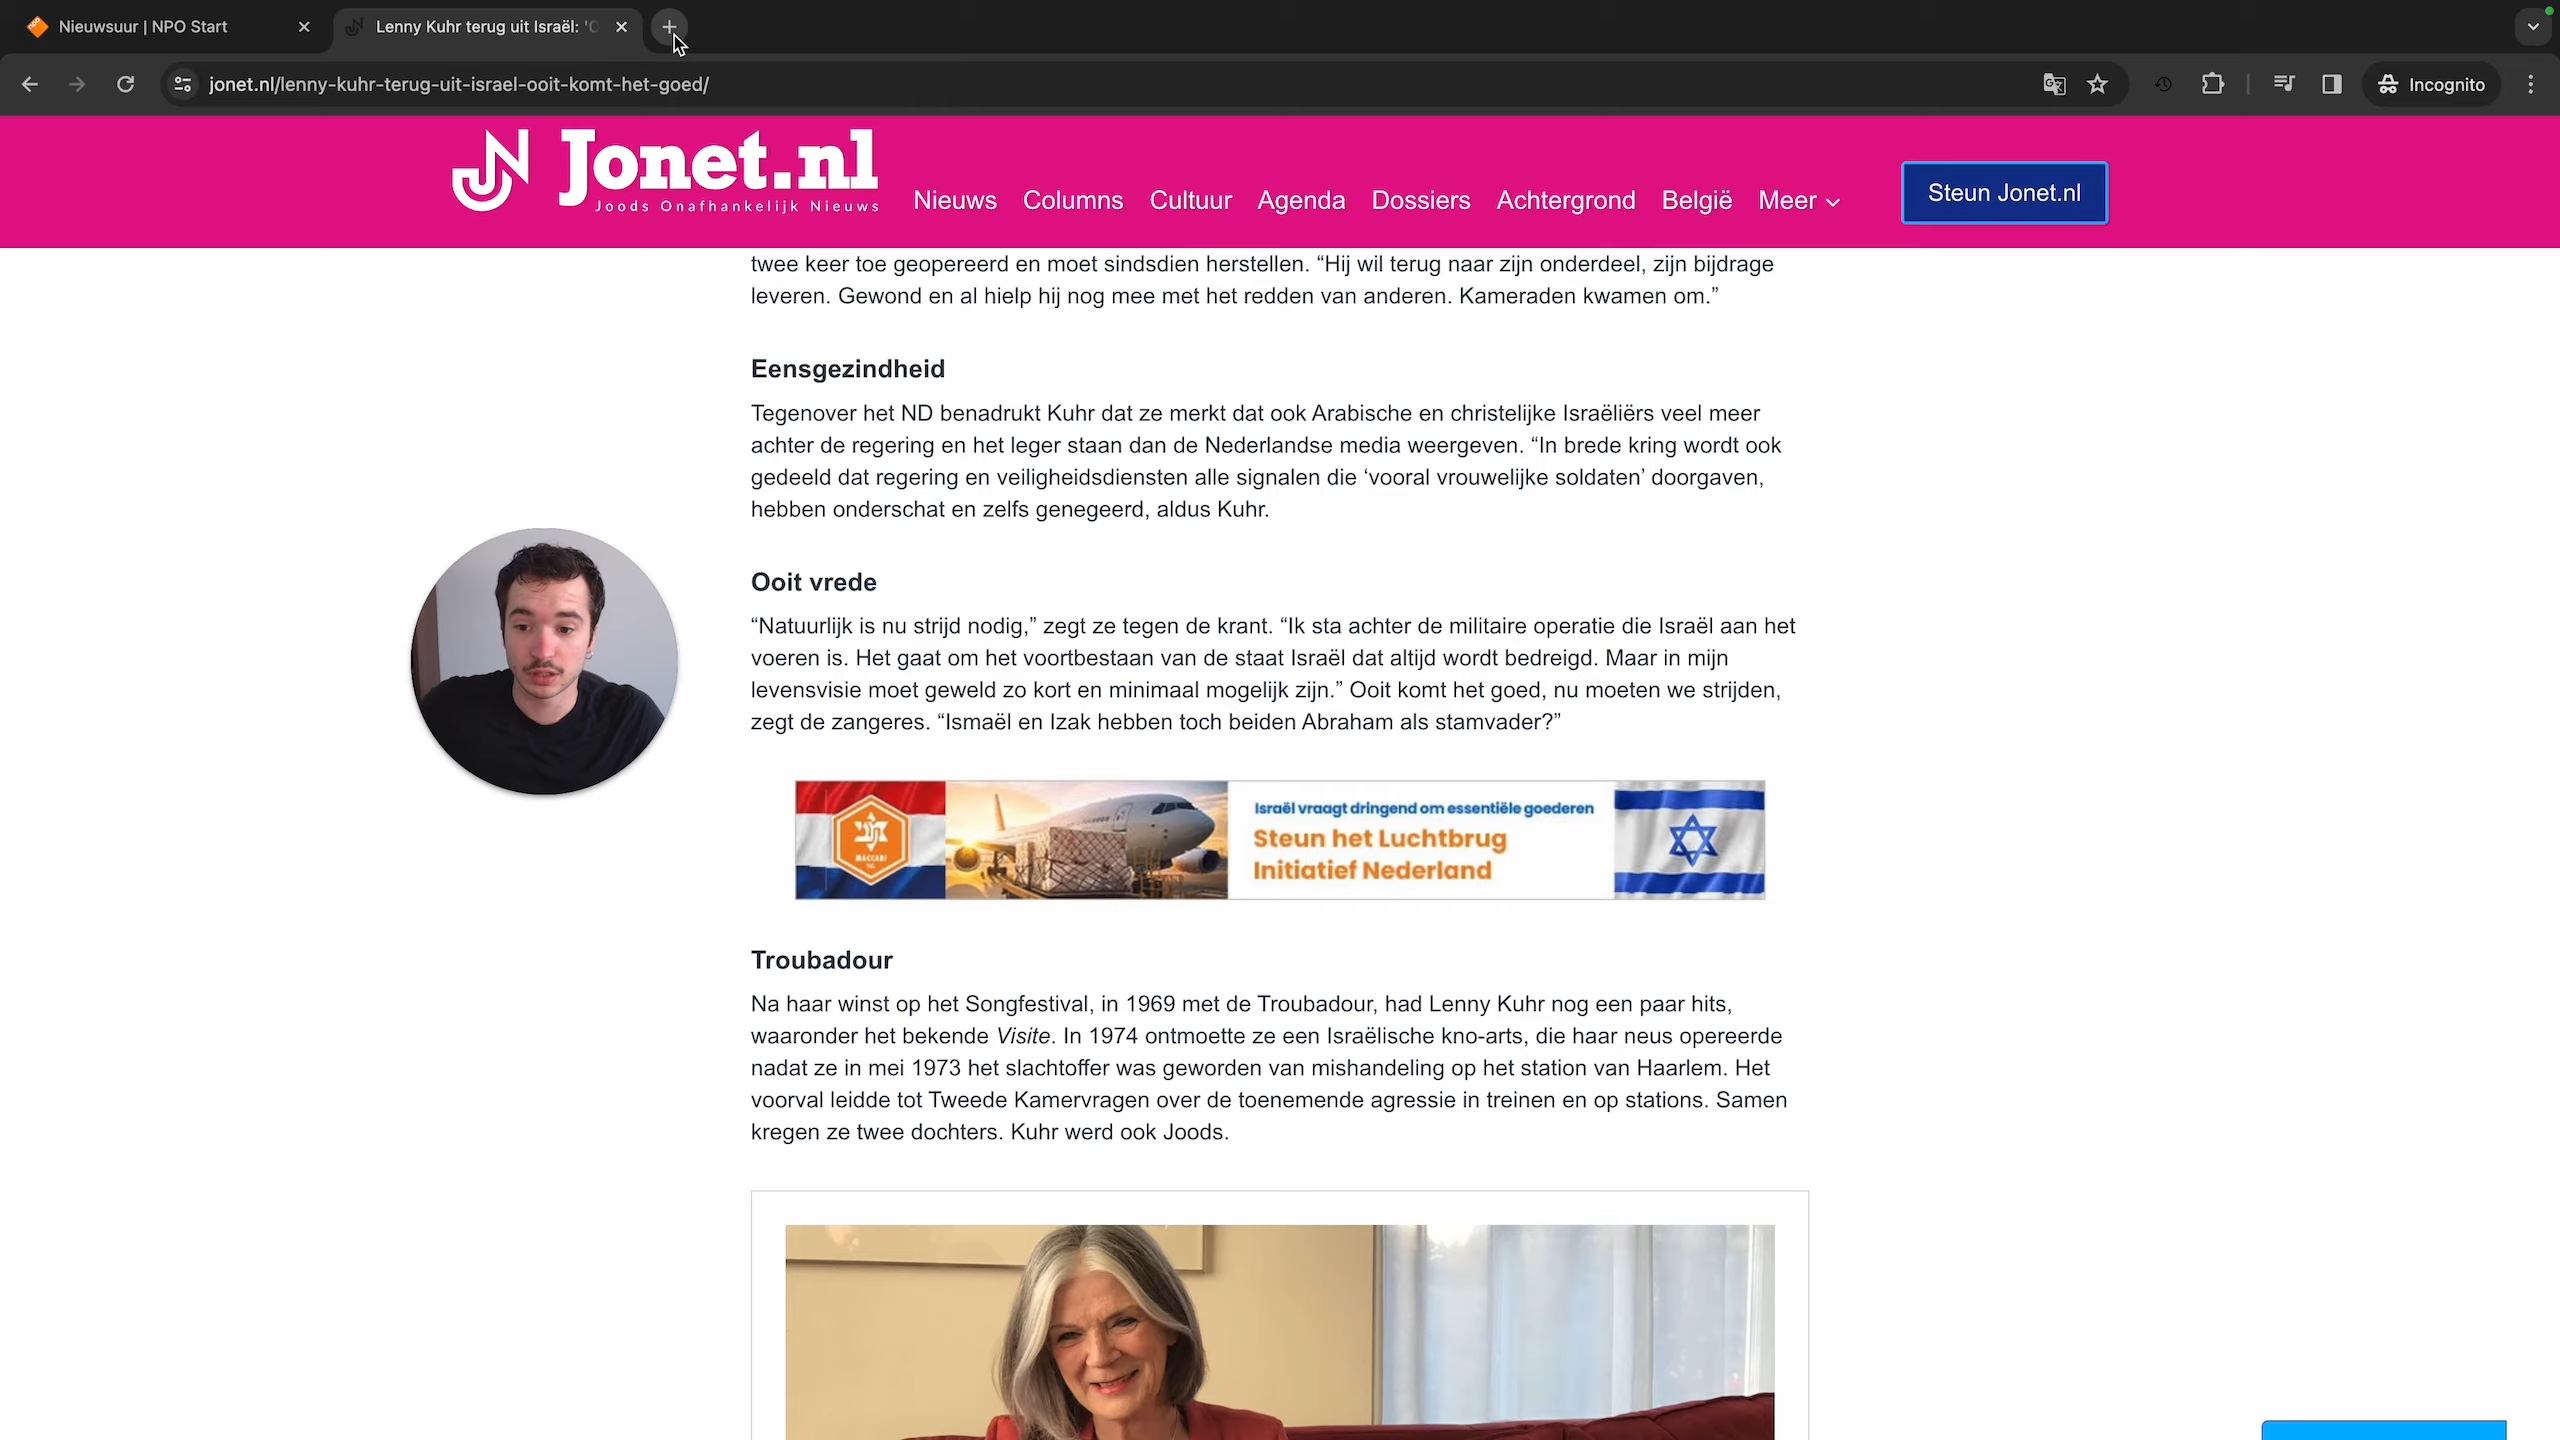 Nieuwsuur | NPO Start
Lenny Kuhr terug uit Israël: 'O
jonet.nl/lenny-kuhr-terug-uit-israel-ooit-komt-het-goed/
Incognito
Jonet.nl
Joods Onafhankelijk Nieuws
Nieuws Columns Cultuur Agenda Dossiers Achtergrond België Meer
Steun Jonet.nl
twee keer toe geopereerd en moet sindsdien herstellen. “Hij wil terug naar zijn onderdeel, zijn bijdrage
leveren. Gewond en al hielp hij nog mee met het redden van anderen. Kameraden kwamen om.”
Eensgezindheid
Tegenover het ND benadrukt Kuhr dat ze merkt dat ook Arabische en christelijke Israëliërs veel meer
achter de regering en het leger staan dan de Nederlandse media weergeven. “In brede kring wordt ook
gedeeld dat regering en veiligheidsdiensten alle signalen die ‘vooral vrouwelijke soldaten’ doorgaven,
hebben onderschat en zelfs genegeerd, aldus Kuhr.
Ooit vrede
“Natuurlijk is nu strijd nodig,” zegt ze tegen de krant. “Ik sta achter de militaire operatie die Israël aan het
voeren is. Het gaat om het voortbestaan van de staat Israël dat altijd wordt bedreigd. Maar in mijn
levensvisie moet geweld zo kort en minimaal mogelijk zijn.” Ooit komt het goed, nu moeten we strijden,
zegt de zangeres. “Ismaël en Izak hebben toch beiden Abraham als stamvader?”
MACCABI
Israël vraagt dringend om essentiële goederen
Steun het Luchtbrug
Initiatief Nederland
Troubadour
Na haar winst op het Songfestival, in 1969 met de Troubadour, had Lenny Kuhr nog een paar hits,
waaronder het bekende Visite. In 1974 ontmoette ze een Israëlische kno-arts, die haar neus opereerde
nadat ze in mei 1973 het slachtoffer was geworden van mishandeling op het station van Haarlem. Het
voorval leidde tot Tweede Kamervragen over de toenemende agressie in treinen en op stations. Samen
kregen ze twee dochters. Kuhr werd ook Joods.